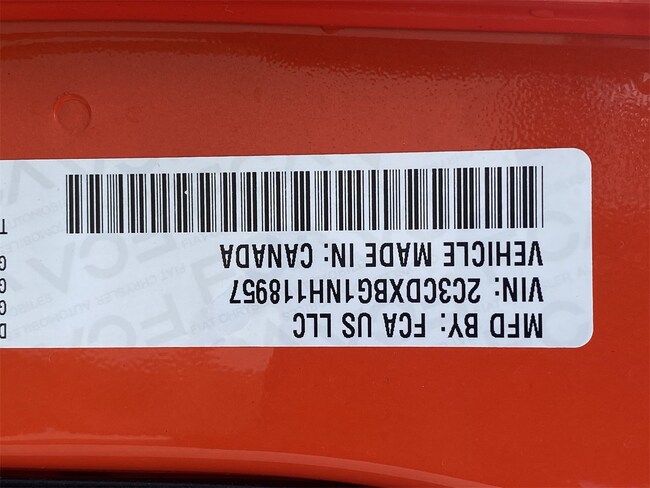 MFD BY: FCA US LLC
VIN: 2C3CDXBG1NH118957
VEHICLE MADE IN: CANADA